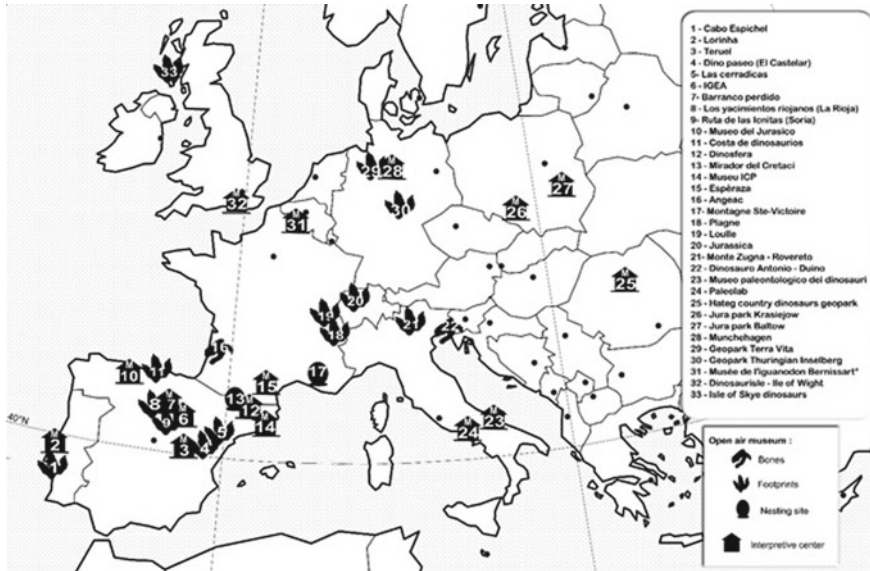 1 - Cabo Espichel
2 - Lorinha
3 - Teruel
4 - Dino paseo (El Castelar)
5- Las cerradicas
6 - IGEA
7- Barranco perdido
8 - Los yacimientos riojanos (La Rioja)
9- Ruta de las Icnitas (Soria)
10 - Museo del Jurasico
11 - Costa de dinosaurios
12 - Dinosfera
13 - Mirador del Cretaci
14 - Museu ICP
15 - Espéraza
16 - Angeac
17 - Montagne Ste-Victoire
18 - Plagne
19 - Loulle
20 - Jurassica
21- Monte Zugna - Rovereto
22 - Dinosauro Antonio - Duino
23 - Museo paleontologico dei dinosauri
24 - Paleolab
25 - Hateg country dinosaurs geopark
26 - Jura park Krasiejow
27 - Jura park Baltow
28 - Munchehagen
29 - Geopark Terra Vita
30 - Geopark Thuringian Inselberg
31 - Musée de l'iguanodon Bernissart*
32 - Dinosaurisle - Ile of Wight
33 - Isle of Skye dinosaurs
Open air museum :
Bones
Footprints
Nesting site
M
Interpretive center
33
M
32
M
31
29
M
28
30
M
26
M
27
M
25
20
19
18
21
22
16
17
M
10
11
M
15
13
M
12
M
14
8
M
7
M
6
9
5
4
M
3
M
2
1
M
24
M
23
40°N